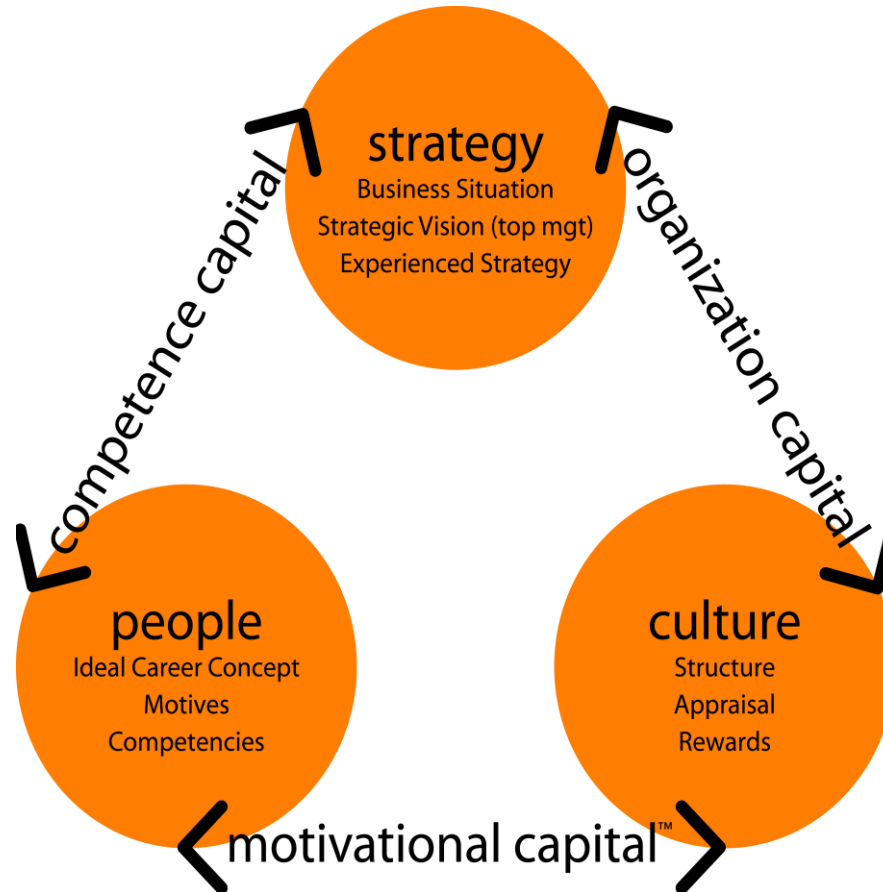 strategy
Business Situation
Strategic Vision (top mgt)
Experienced Strategy
competence capital
organization capital
people
Ideal Career Concept
Motives
Competencies
culture
Structure
Appraisal
Rewards
motivational capital™